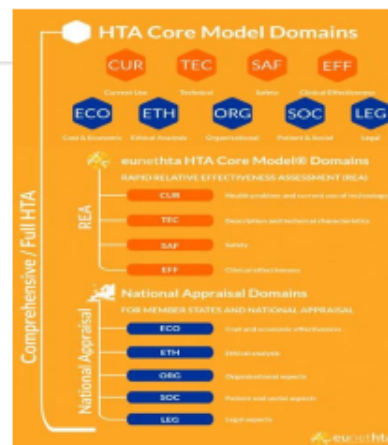 HTA Core Model Domains
CUR TEC SAF EFF
Current Use Technical Safety Clinical Effectiveness
ECO ETH ORG SOC LEG
Cost & Economic Ethical Analysis Organisational Patient & Social Legal
eunethta HTA Core Model® Domains
RAPID RELATIVE EFFECTIVENESS ASSESSMENT (REA)
CUR Health problem and current use of technology
TEC Description and technical characteristics
SAF Safety
EFF Clinical effectiveness
National Appraisal Domains
FOR MEMBER STATES AND NATIONAL APPRAISAL
ECO Cost and economic effectiveness
ETH Ethical analysis
ORG Organisational aspects
SOC Patient and social aspects
LEG Legal aspects
Comprehensive / Full HTA
REA
National Appraisal
eunethta